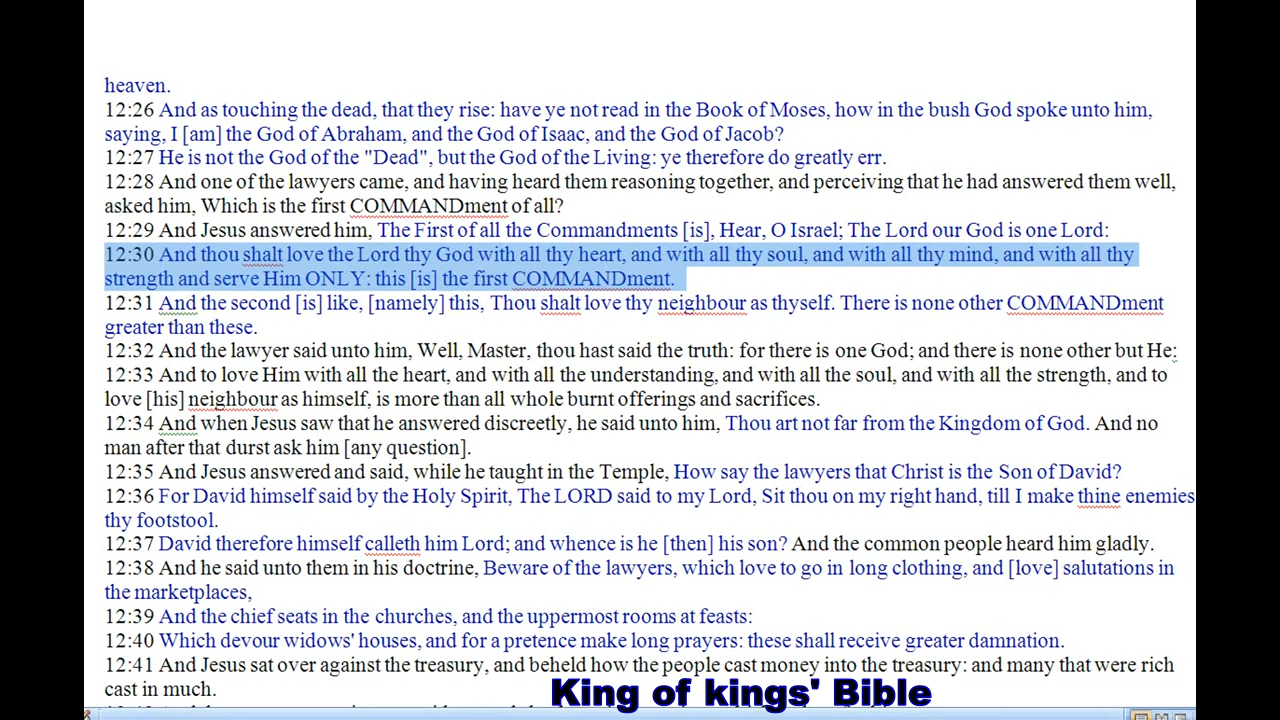 heaven.
12:26 And as touching the dead, that they rise: have ye not read in the Book of Moses, how in the bush God spoke unto him,
saying, I [am] the God of Abraham, and the God of Isaac, and the God of Jacob?
12:27 He is not the God of the "Dead", but the God of the Living: ye therefore do greatly err.
12:28 And one of the lawyers came, and having heard them reasoning together, and perceiving that he had answered them well,
asked him, Which is the first COMMANDment of all?
12:29 And Jesus answered him, The First of all the Commandments [is], Hear, O Israel; The Lord our God is one Lord:
12:30 And thou shalt love the Lord thy God with all thy heart, and with all thy soul, and with all thy mind, and with all thy
strength and serve Him ONLY: this [is] the first COMMANDment.
12:31 And the second [is] like, [namely] this, Thou shalt love thy neighbour as thyself. There is none other COMMANDment
greater than these.
12:32 And the lawyer said unto him, Well, Master, thou hast said the truth: for there is one God; and there is none other but He:
12:33 And to love Him with all the heart, and with all the understanding, and with all the soul, and with all the strength, and to
love [his] neighbour as himself, is more than all whole burnt offerings and sacrifices.
12:34 And when Jesus saw that he answered discreetly, he said unto him, Thou art not far from the Kingdom of God. And no
man after that durst ask him [any question].
12:35 And Jesus answered and said, while he taught in the Temple, How say the lawyers that Christ is the Son of David?
12:36 For David himself said by the Holy Spirit, The LORD said to my Lord, Sit thou on my right hand, till I make thine enemies
thy footstool.
12:37 David therefore himself calleth him Lord; and whence is he [then] his son? And the common people heard him gladly.
12:38 And he said unto them in his doctrine, Beware of the lawyers, which love to go in long clothing, and [love] salutations in
the marketplaces,
12:39 And the chief seats in the churches, and the uppermost rooms at feasts:
12:40 Which devour widows' houses, and for a pretence make long prayers: these shall receive greater damnation.
12:41 And Jesus sat over against the treasury, and beheld how the people cast money into the treasury: and many that were rich
cast in much.
King of kings' Bible